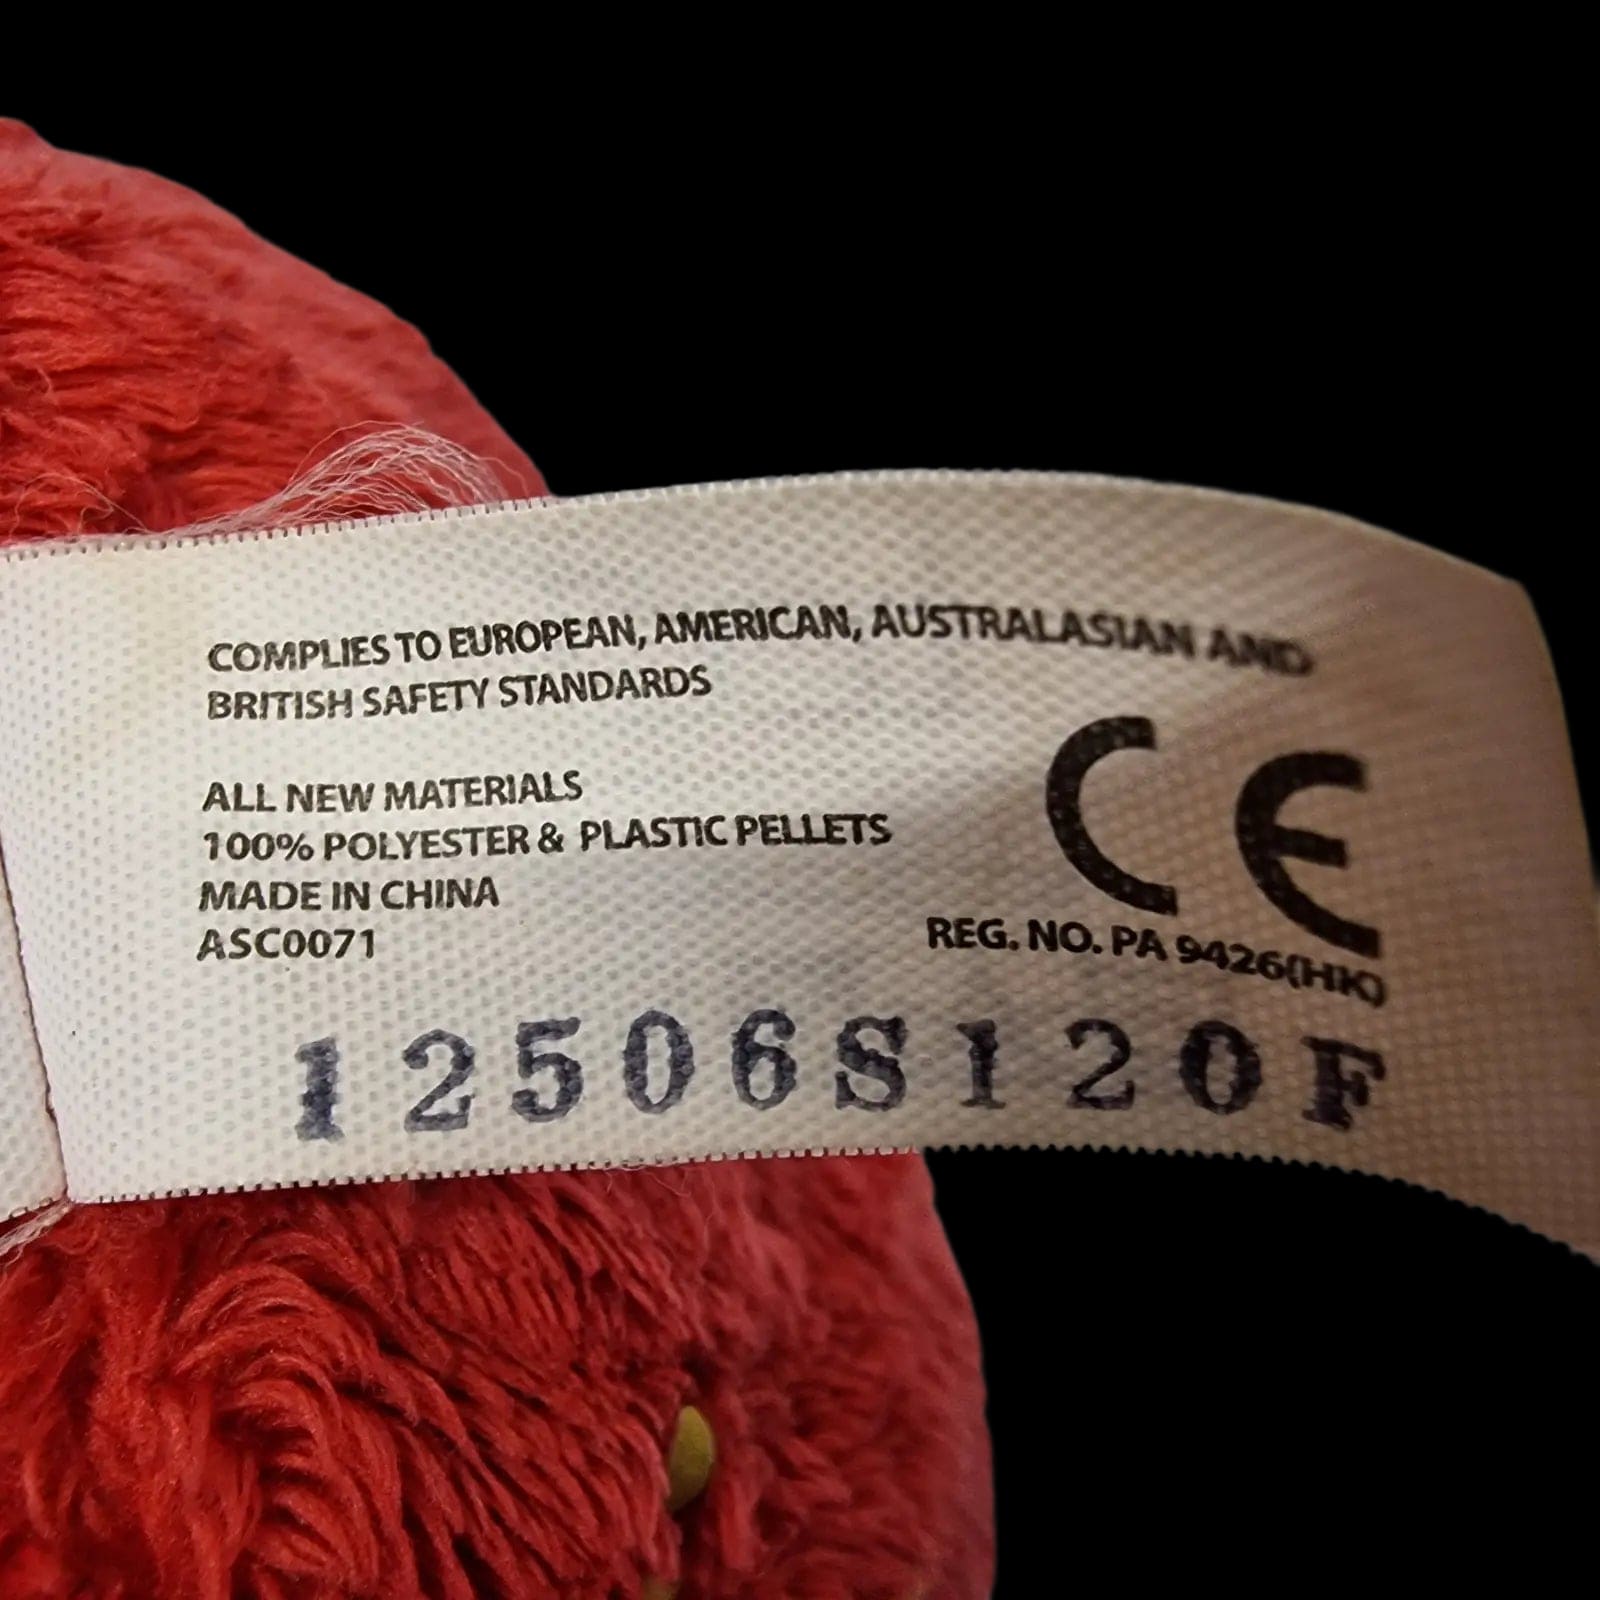 COMPLIES TO EUROPEAN, AMERICAN, AUSTRALASIAN AND
BRITISH SAFETY STANDARDS
ALL NEW MATERIALS
100% POLYESTER & PLASTIC PELLETS
MADE IN CHINA
ASC0071
CE
REG. NO. PA 9426(HK)
12506S120F